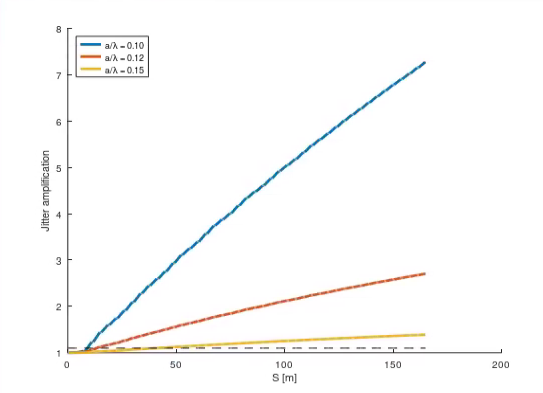 8
7
6
5
4
3
2
1
Jitter amplification
a/λ = 0.10
a/λ = 0.12
a/λ = 0.15
0 50 100 150 200
S [m]